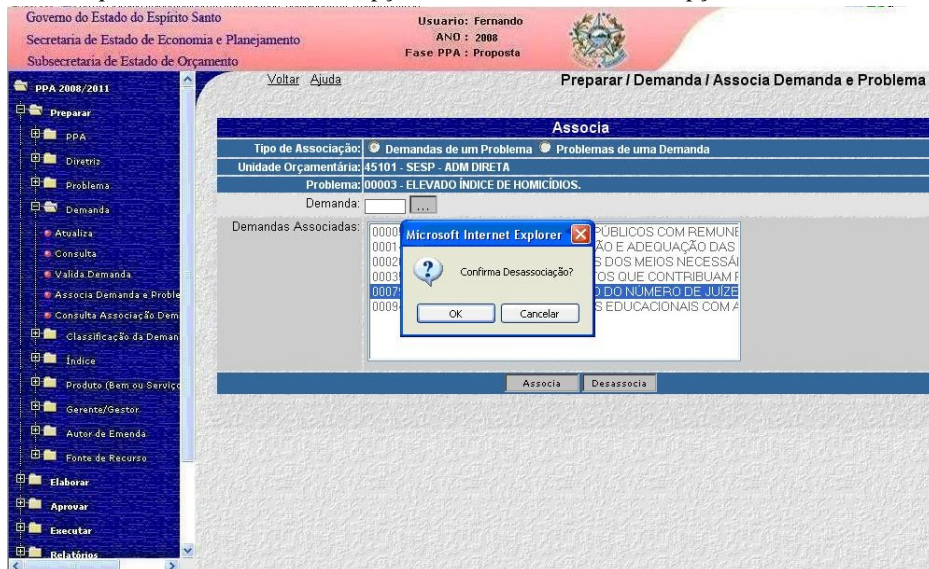 Governo do Estado do Espírito Santo
Secretaria de Estado de Economia e Planejamento
Subsecretaria de Estado de Orçamento
Usuario: Fernando
ANO : 2008
Fase PPA : Proposta
Voltar Ajuda
Preparar / Demanda / Associa Demanda e Problema
PPA 2008/2011
Preparar
PPA
Diretriz
Problema
Demanda
Atualiza
Consulta
Valida Demanda
Associa Demanda e Proble
Consulta Associação Dem
Classificação da Deman
Índice
Produto (Bem ou Serviço
Gerente/Gestor
Autor de Emenda
Fonte de Recurso
Elaborar
Aprovar
Executar
Relatórios
Associa
Tipo de Associação: Demandas de um Problema Problemas de uma Demanda
Unidade Orçamentária: 45101 - SESP - ADM DIRETA
Problema: 00003 - ELEVADO ÍNDICE DE HOMICÍDIOS.
Demanda: ...
Demandas Associadas:
PÚBLICOS COM REMUNE
ÃO E ADEQUAÇÃO DAS
S DOS MEIOS NECESSÁI
TOS QUE CONTRIBUAM
O DO NÚMERO DE JUÍZE
S EDUCACIONAIS COM
Microsoft Internet Explorer
Confirma Desassociação?
OK Cancelar
Associa Desassocia